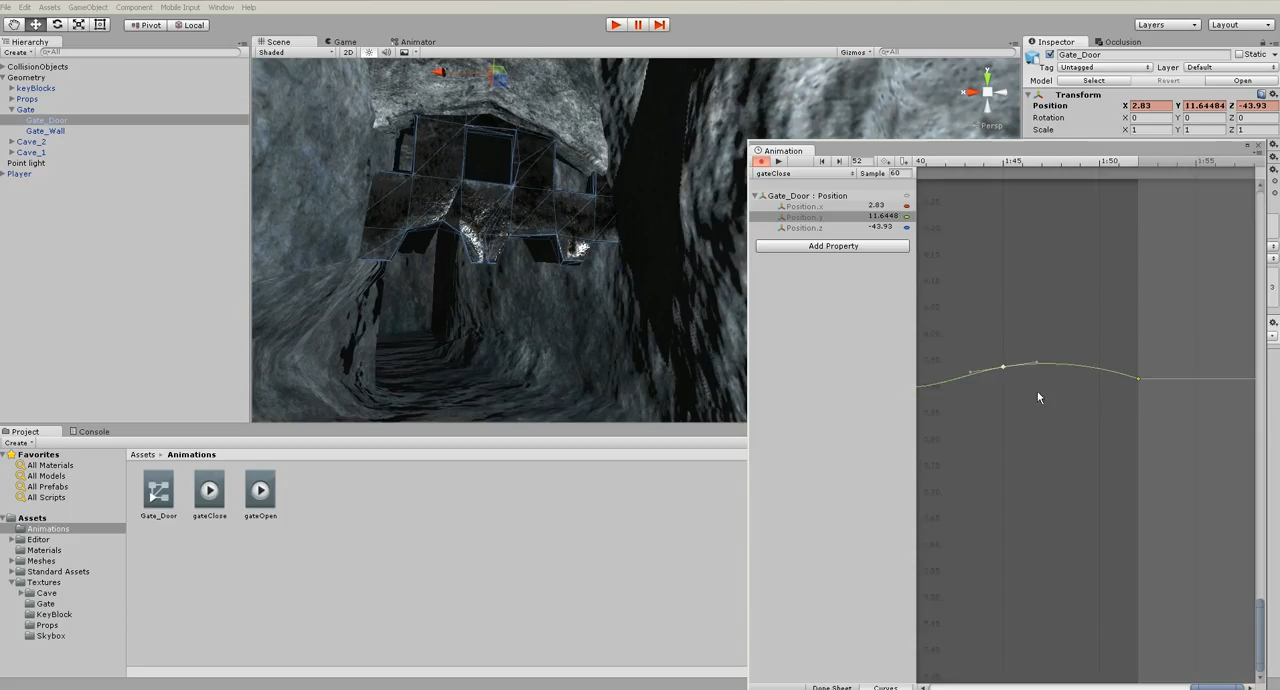 File Edit Assets GameObject Component Mobile Input Window Help
Pivot Local Layers Layout
Hierarchy
Create All
CollisionObjects
Geometry
keyBlocks
Props
Gate
Gate_Door
Gate_Wall
Cave_2
Cave_1
Point light
Player
Scene Game Animator
Shaded 2D Gizmos All
y
x
Persp
Inspector Occlusion
Gate_Door Static
Tag Untagged Layer Default
Model Select Revert Open
Transform
Position X 2.83 Y 11.64484 Z -43.93
Rotation X 0 Y 0 Z 0
Scale X 1 Y 1 Z 1
Animation
52 40 1:45 1:50 1:55
gateClose Sample 60
Gate_Door : Position
Position.x 2.83
Position.y 11.6448
Position.z -43.93
Add Property
3
Dope Sheet Curves
Project Console
Create
Favorites
All Materials
All Models
All Prefabs
All Scripts
Assets
Animations
Editor
Materials
Meshes
Standard Assets
Textures
Cave
Gate
KeyBlock
Props
Skybox
Assets Animations
Gate_Door gateClose gateOpen